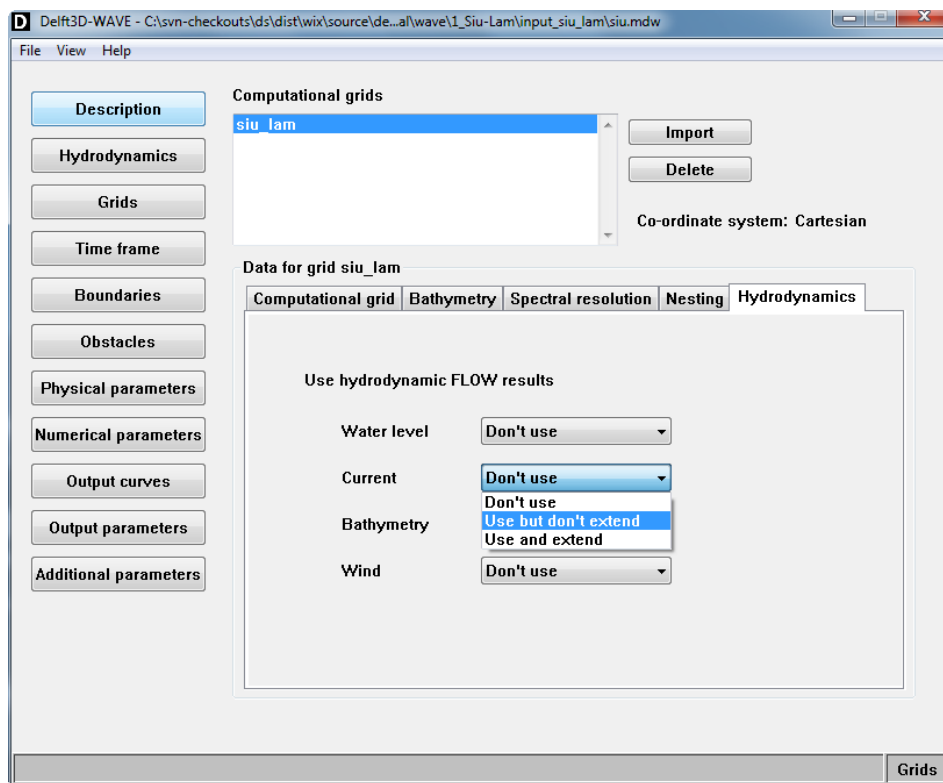 D Delft3D-WAVE - C:\svn-checkouts\ds\dist\wix\source\de...al\wave\1_Siu-Lam\input_siu_lam\siu.mdw
File View Help
Description
Hydrodynamics
Grids
Time frame
Boundaries
Obstacles
Physical parameters
Numerical parameters
Output curves
Output parameters
Additional parameters
Computational grids
siu_lam
Import
Delete
Co-ordinate system: Cartesian
Data for grid siu_lam
Computational grid Bathymetry Spectral resolution Nesting Hydrodynamics
Use hydrodynamic FLOW results
Water level Don't use
Current Don't use
Don't use
Use but don't extend
Use and extend
Bathymetry
Wind Don't use
Grids